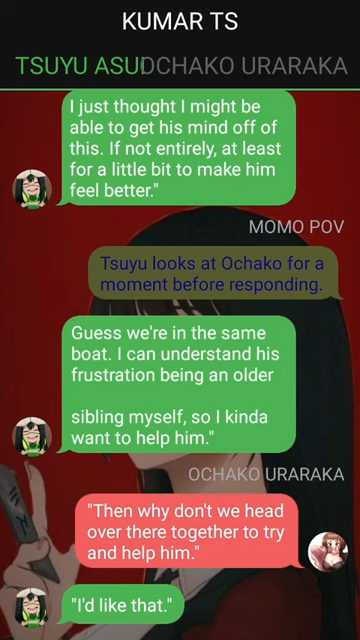 KUMAR TS
TSUYU ASUI
OCHAKO URARAKA
I just thought I might be
able to get his mind off of
this. If not entirely, at least
for a little bit to make him
feel better."
MOMO POV
Tsuyu looks at Ochako for a
moment before responding.
Guess we're in the same
boat. I can understand his
frustration being an older
sibling myself, so I kinda
want to help him."
OCHAKO URARAKA
"Then why don't we head
over there together to try
and help him."
"I'd like that."